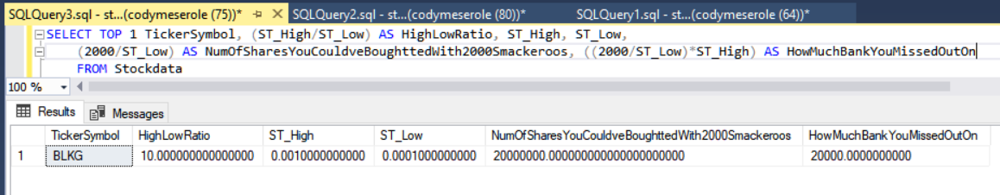 SQLQuery3.sql - st...(codymeserole (75))* SQLQuery2.sql - st...(codymeserole (80))* SQLQuery1.sql - st...(codymeserole (64))*
SELECT TOP 1 TickerSymbol, (ST_High/ST_Low) AS HighLowRatio, ST_High, ST_Low,
(2000/ST_Low) AS NumOfSharesYouCouldveBoughttedWith2000Smackeroos, ((2000/ST_Low)*ST_High) AS HowMuchBankYouMissedOutOn
FROM Stockdata
100 %
Results Messages
TickerSymbol HighLowRatio ST_High ST_Low NumOfSharesYouCouldveBoughttedWith2000Smackeroos HowMuchBankYouMissedOutOn
1 BLKG 10.000000000000000 0.0010000000000 0.0001000000000 20000000.000000000000000000000 20000.0000000000